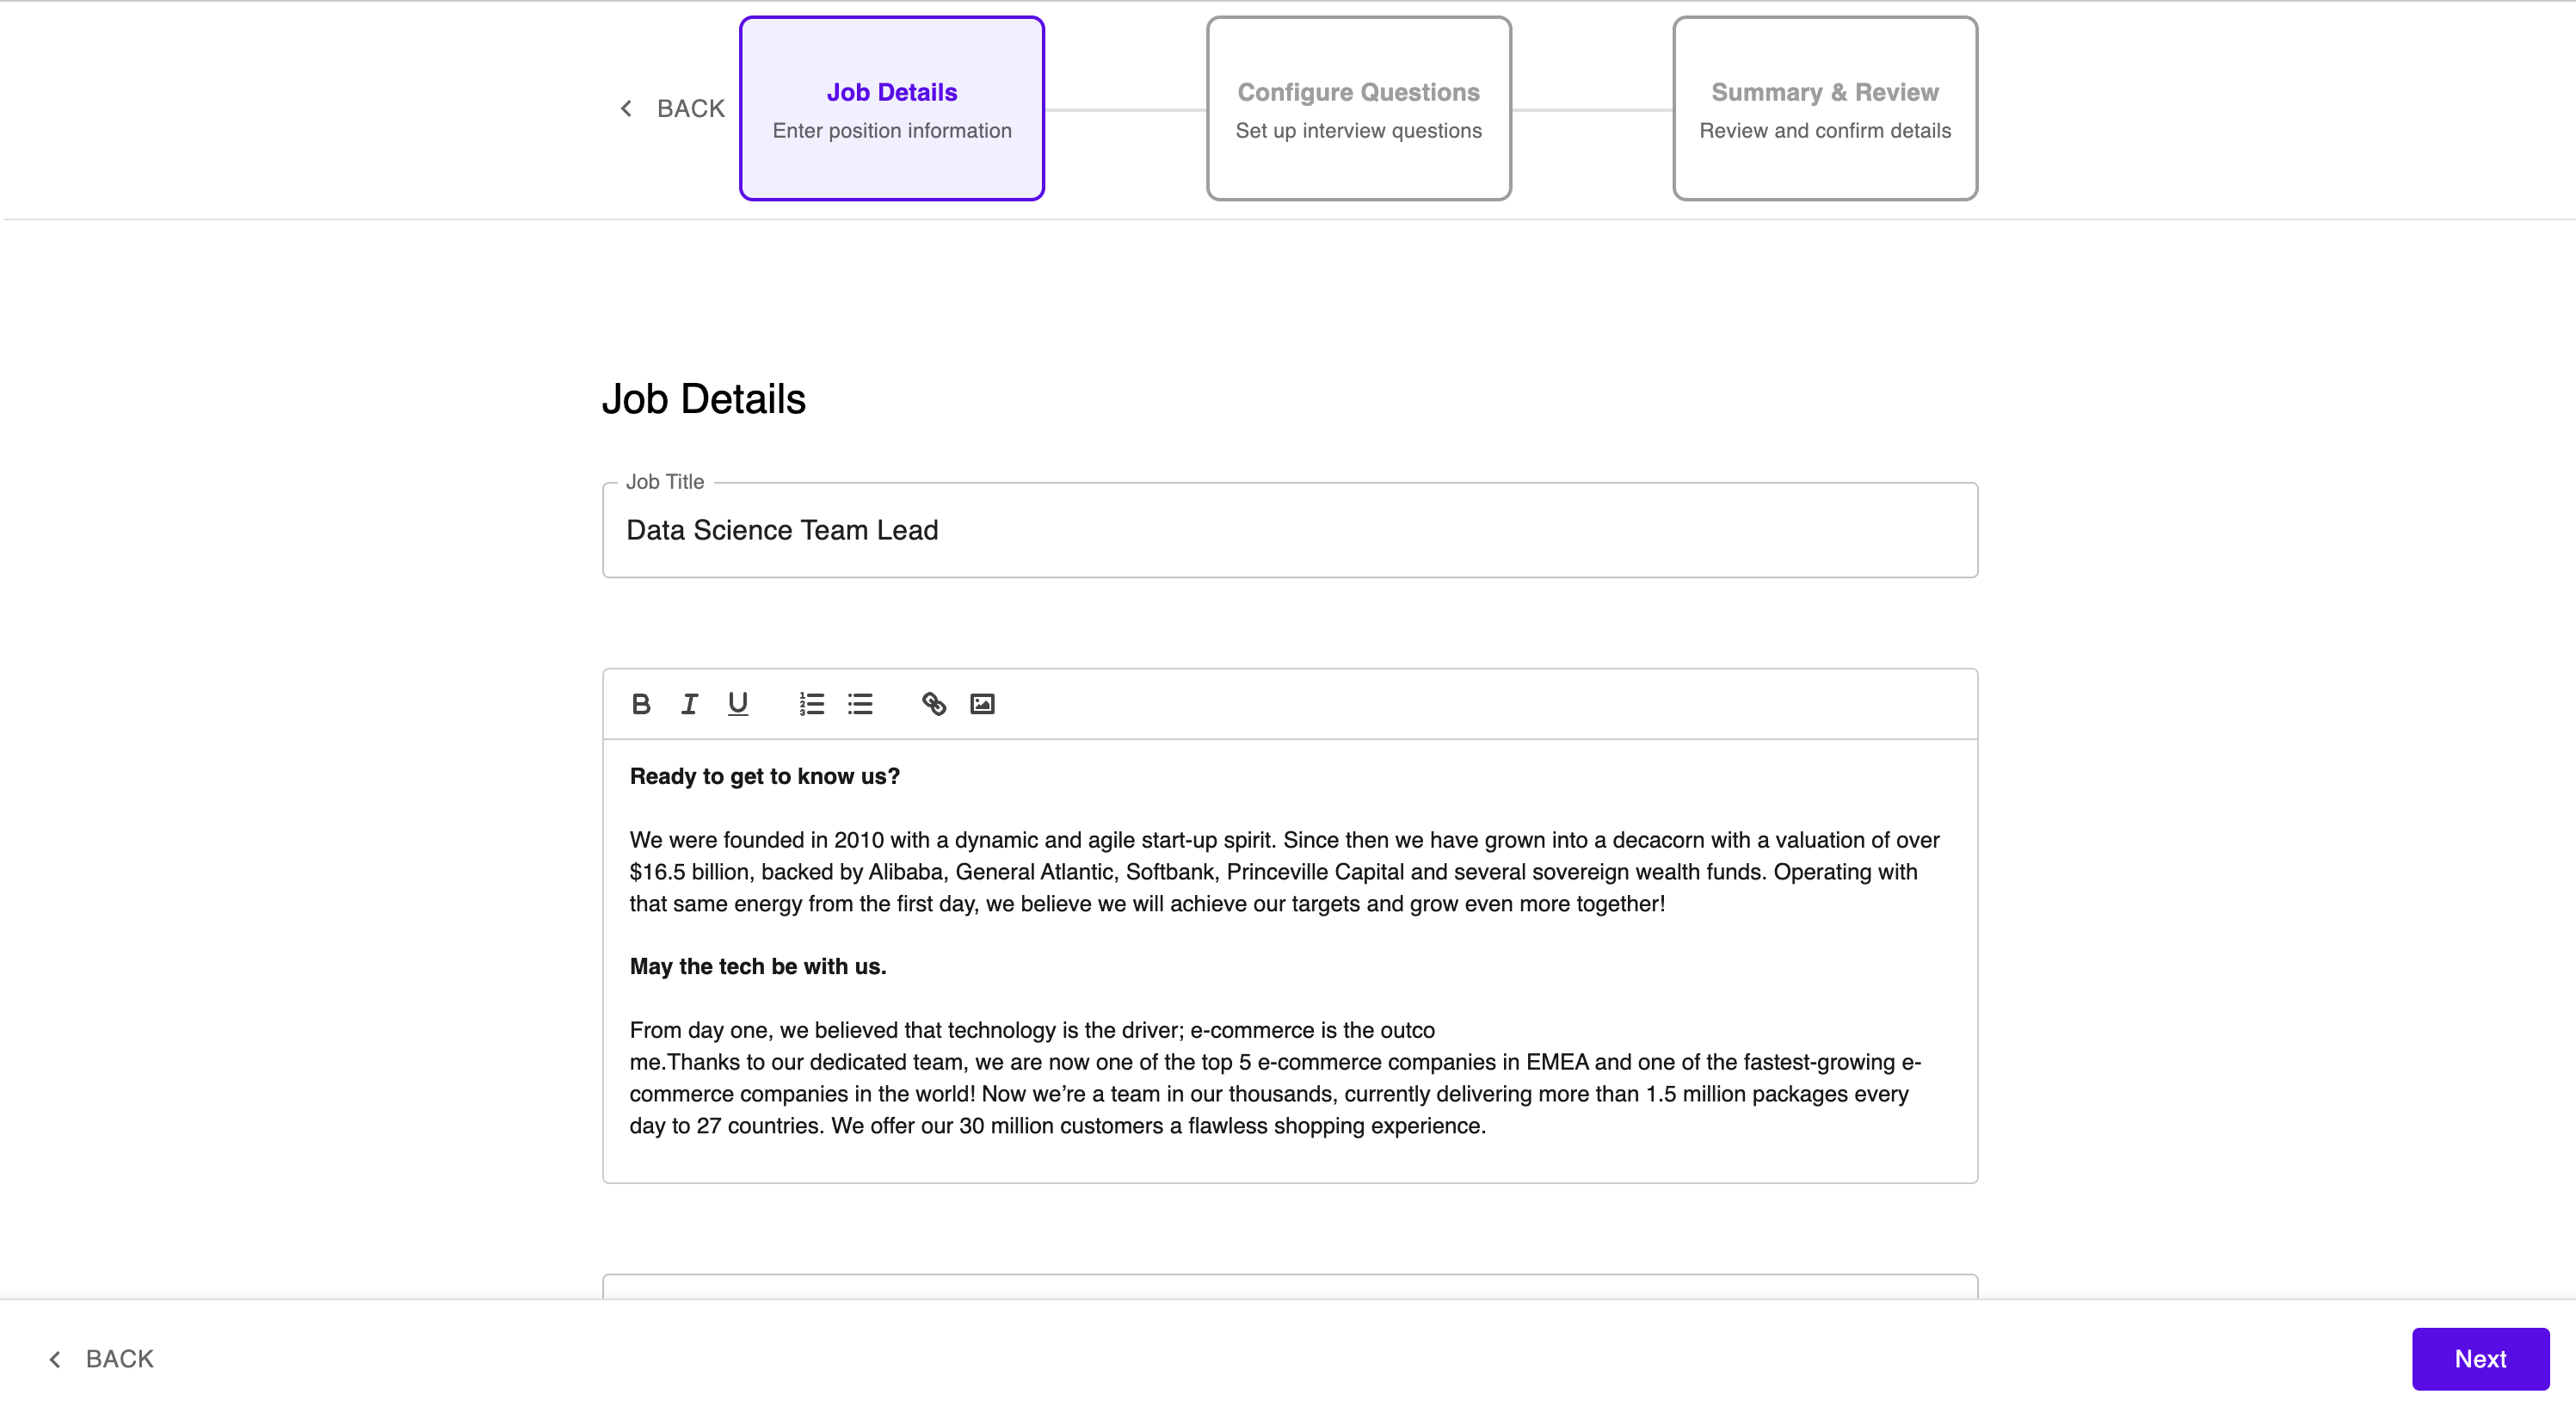 BACK
Job Details
Enter position information
Configure Questions
Set up interview questions
Summary & Review
Review and confirm details
Job Details
Job Title
Data Science Team Lead
Ready to get to know us?
We were founded in 2010 with a dynamic and agile start-up spirit. Since then we have grown into a decacorn with a valuation of over
$16.5 billion, backed by Alibaba, General Atlantic, Softbank, Princeville Capital and several sovereign wealth funds. Operating with
that same energy from the first day, we believe we will achieve our targets and grow even more together!
May the tech be with us.
From day one, we believed that technology is the driver; e-commerce is the outco
me.Thanks to our dedicated team, we are now one of the top 5 e-commerce companies in EMEA and one of the fastest-growing e-
commerce companies in the world! Now we’re a team in our thousands, currently delivering more than 1.5 million packages every
day to 27 countries. We offer our 30 million customers a flawless shopping experience.
BACK
Next